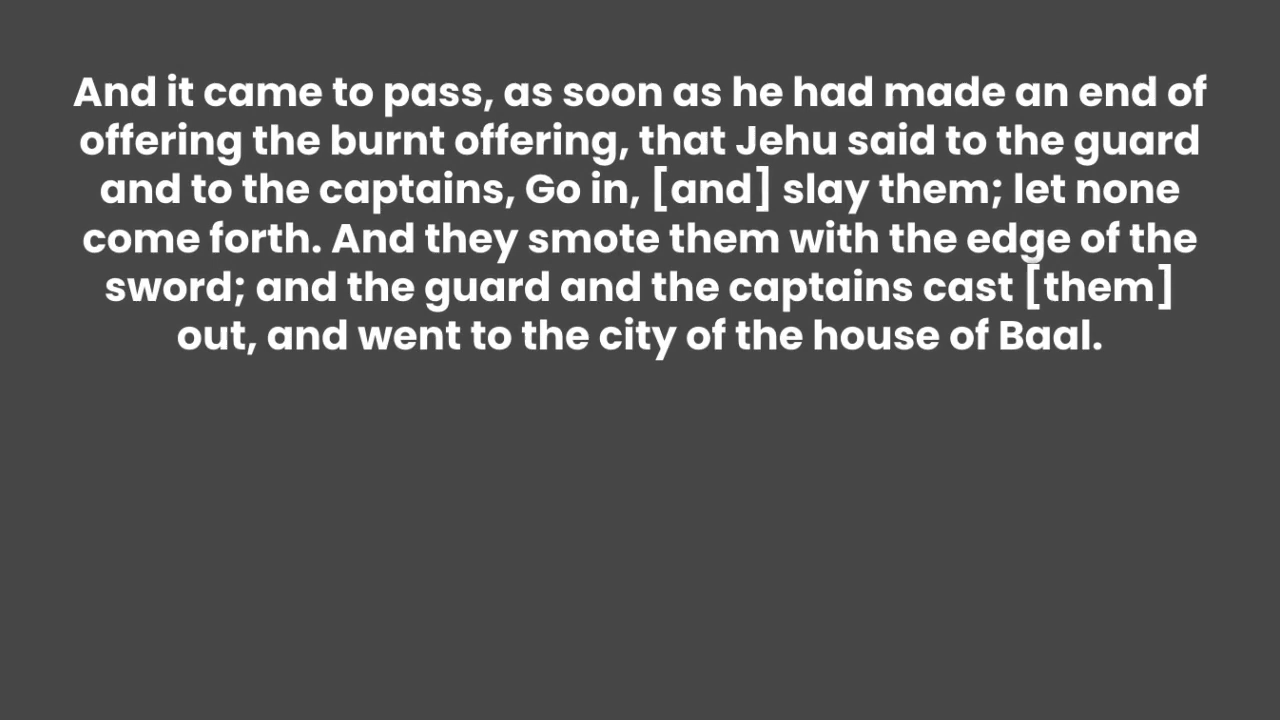 And it came to pass, as soon as he had made an end of
offering the burnt offering, that Jehu said to the guard
and to the captains, Go in, [and] slay them; let none
come forth. And they smote them with the edge of the
sword; and the guard and the captains cast [them]
out, and went to the city of the house of Baal.